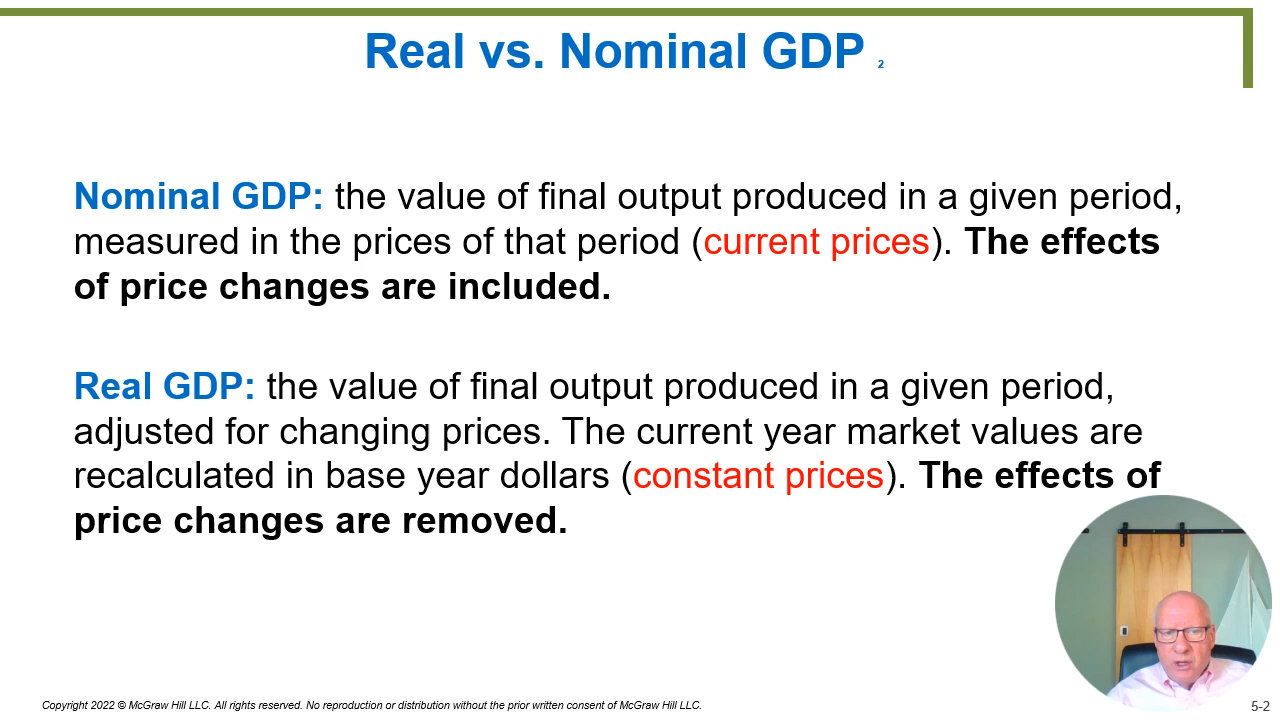 Real vs. Nominal GDP 2
Nominal GDP: the value of final output produced in a given period,
measured in the prices of that period (current prices). The effects
of price changes are included.
Real GDP: the value of final output produced in a given period,
adjusted for changing prices. The current year market values are
recalculated in base year dollars (constant prices). The effects of
price changes are removed.
Copyright 2022 © McGraw Hill LLC. All rights reserved. No reproduction or distribution without the prior written consent of McGraw Hill LLC.
5-2